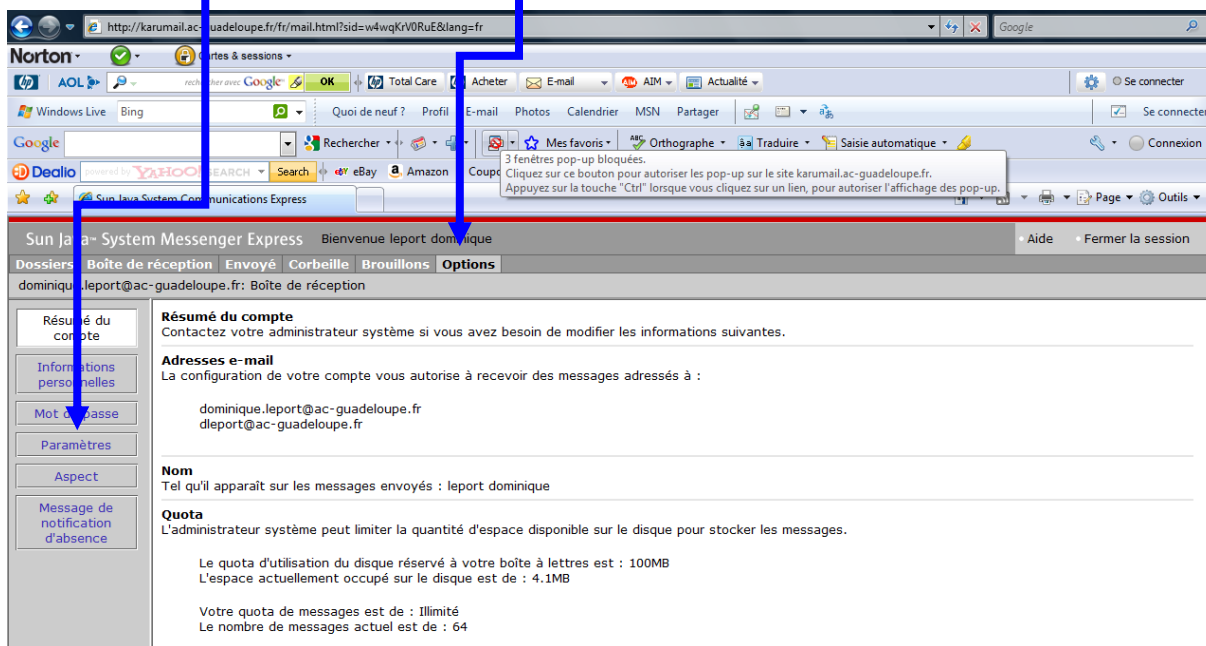 http://karumail.ac-guadeloupe.fr/fr/mail.html?sid=w4wqKrV0RuE&lang=fr
Google
Norton
Cartes & sessions
AOL
rechercher avec Google
OK
Total Care
Acheter
E-mail
AIM
Actualité
Se connecter
Windows Live
Bing
Quoi de neuf ?
Profil
E-mail
Photos
Calendrier
MSN
Partager
Se connecter
Google
Rechercher
Mes favoris
Orthographe
Traduire
Saisie automatique
Connexion
Dealio
powered by YAHOO! SEARCH
Search
eBay
Amazon
3 fenêtres pop-up bloquées.
Cliquez sur ce bouton pour autoriser les pop-up sur le site karumail.ac-guadeloupe.fr.
Appuyez sur la touche "Ctrl" lorsque vous cliquez sur un lien, pour autoriser l'affichage des pop-up.
Sun Java System Communications Express
Page
Outils
Sun Java™ System Messenger Express Bienvenue leport dominique
Aide
Fermer la session
Dossiers Boîte de réception Envoyé Corbeille Brouillons Options
dominique.leport@ac-guadeloupe.fr: Boîte de réception
Résumé du
compte
Informations
personnelles
Mot de passe
Paramètres
Aspect
Message de
notification
d'absence
Résumé du compte
Contactez votre administrateur système si vous avez besoin de modifier les informations suivantes.
Adresses e-mail
La configuration de votre compte vous autorise à recevoir des messages adressés à :
dominique.leport@ac-guadeloupe.fr
dleport@ac-guadeloupe.fr
Nom
Tel qu'il apparaît sur les messages envoyés : leport dominique
Quota
L'administrateur système peut limiter la quantité d'espace disponible sur le disque pour stocker les messages.
Le quota d'utilisation du disque réservé à votre boîte à lettres est : 100MB
L'espace actuellement occupé sur le disque est de : 4.1MB
Votre quota de messages est de : Illimité
Le nombre de messages actuel est de : 64